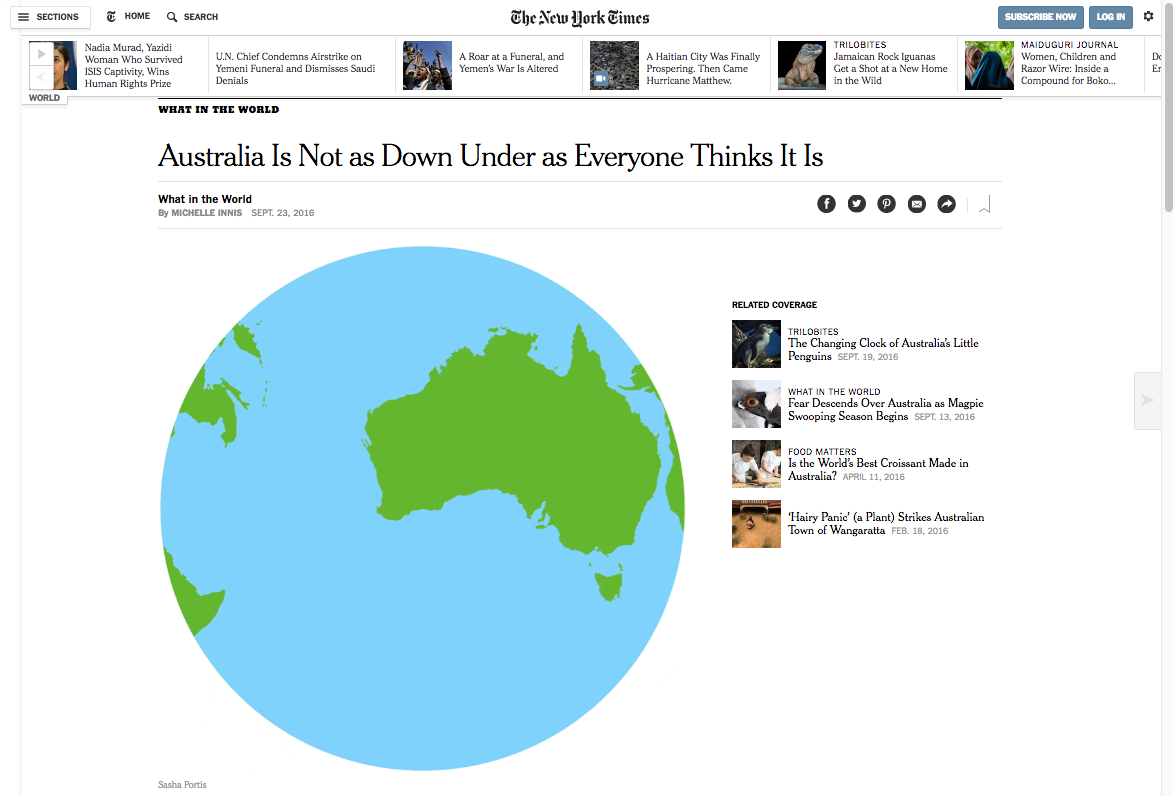 SECTIONS
HOME
SEARCH
The New York Times
SUBSCRIBE NOW
LOG IN
Nadia Murad, Yazidi
Woman Who Survived
ISIS Captivity, Wins
Human Rights Prize
U.N. Chief Condemns Airstrike on
Yemeni Funeral and Dismisses Saudi
Denials
A Roar at a Funeral, and
Yemen's War Is Altered
A Haitian City Was Finally
Prospering. Then Came
Hurricane Matthew.
TRILOBITES
Jamaican Rock Iguanas
Get a Shot at a New Home
in the Wild
MAIDUGURI JOURNAL
Women, Children and
Razor Wire: Inside a
Compound for Boko...
De
Er
WORLD
WHAT IN THE WORLD
Australia Is Not as Down Under as Everyone Thinks It Is
What in the World
By MICHELLE INNIS SEPT. 23, 2016
RELATED COVERAGE
TRILOBITES
The Changing Clock of Australia's Little
Penguins SEPT. 19, 2016
WHAT IN THE WORLD
Fear Descends Over Australia as Magpie
Swooping Season Begins SEPT. 13, 2016
FOOD MATTERS
Is the World's Best Croissant Made in
Australia? APRIL 11, 2016
'Hairy Panic' (a Plant) Strikes Australian
Town of Wangaratta FEB. 18, 2016
Sasha Portis